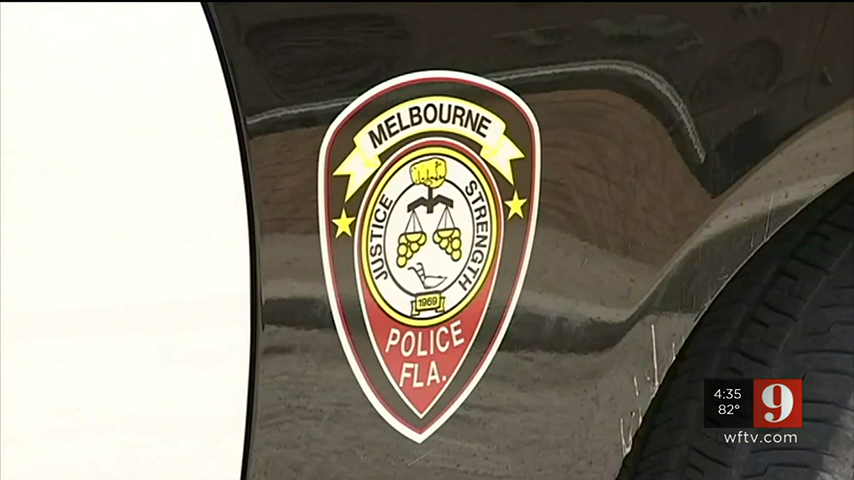 MELBOURNE
JUSTICE
STRENGTH
1969
POLICE
FLA.
4:35
82°
9
wftv.com